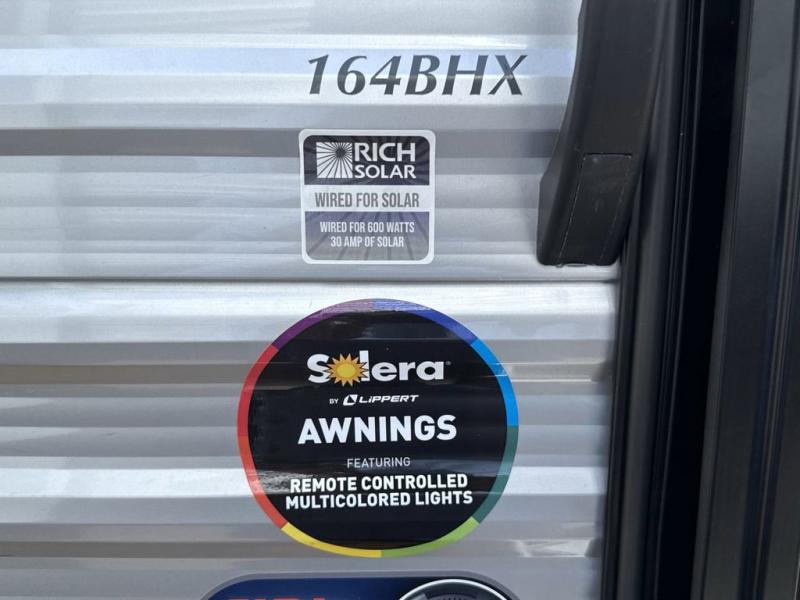 164BHX
RICH
SOLAR
WIRED FOR SOLAR
WIRED FOR 600 WATTS
30 AMP OF SOLAR
Solera®
BY LIPPERT
AWNINGS
FEATURING
REMOTE CONTROLLED
MULTICOLORED LIGHTS